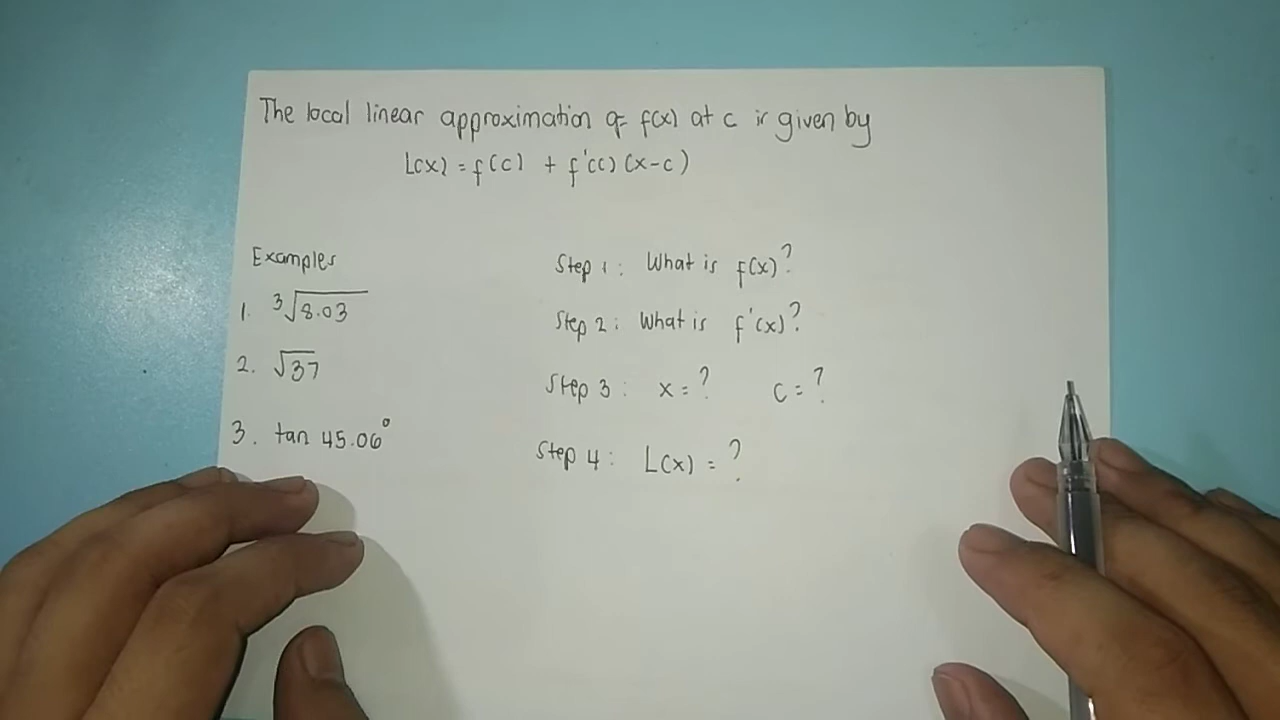 The local linear approximation of f(x) at c is given by
L(x) = f(c) + f'(c)(x-c)
Examples
1. ³√8.03
2. √37
3. tan 45.06°
Step 1: What is f(x)?
Step 2: What is f'(x)?
Step 3: x = ? c = ?
Step 4: L(x) = ?